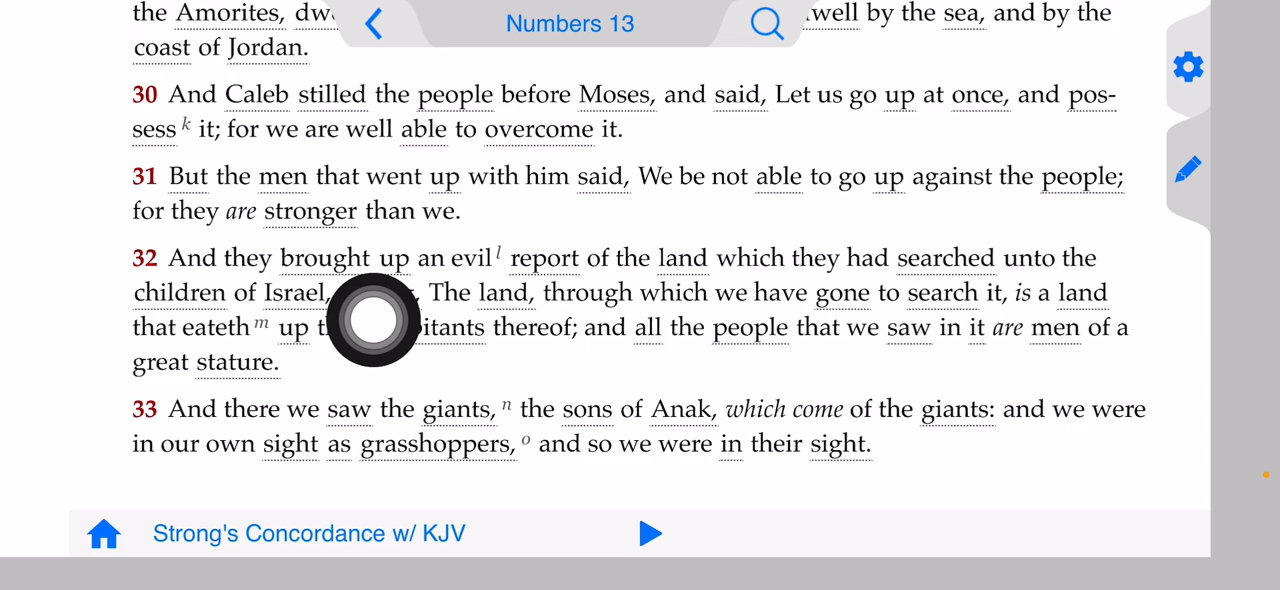 the Amorites, well by the sea, and by the
Numbers 13
coast of Jordan.
30 And Caleb stilled the people before Moses, and said, Let us go up at once, and pos-
sess k it; for we are well able to overcome it.
31 But the men that went up with him said, We be not able to go up against the people;
for they are stronger than we.
32 And they brought up an evil l report of the land which they had searched unto the
children of Israel, The land, through which we have gone to search it, is a land
that eateth m up thereof; and all the people that we saw in it are men of a
great stature.
33 And there we saw the giants, n the sons of Anak, which come of the giants: and we were
in our own sight as grasshoppers, o and so we were in their sight.
Strong's Concordance w/ KJV